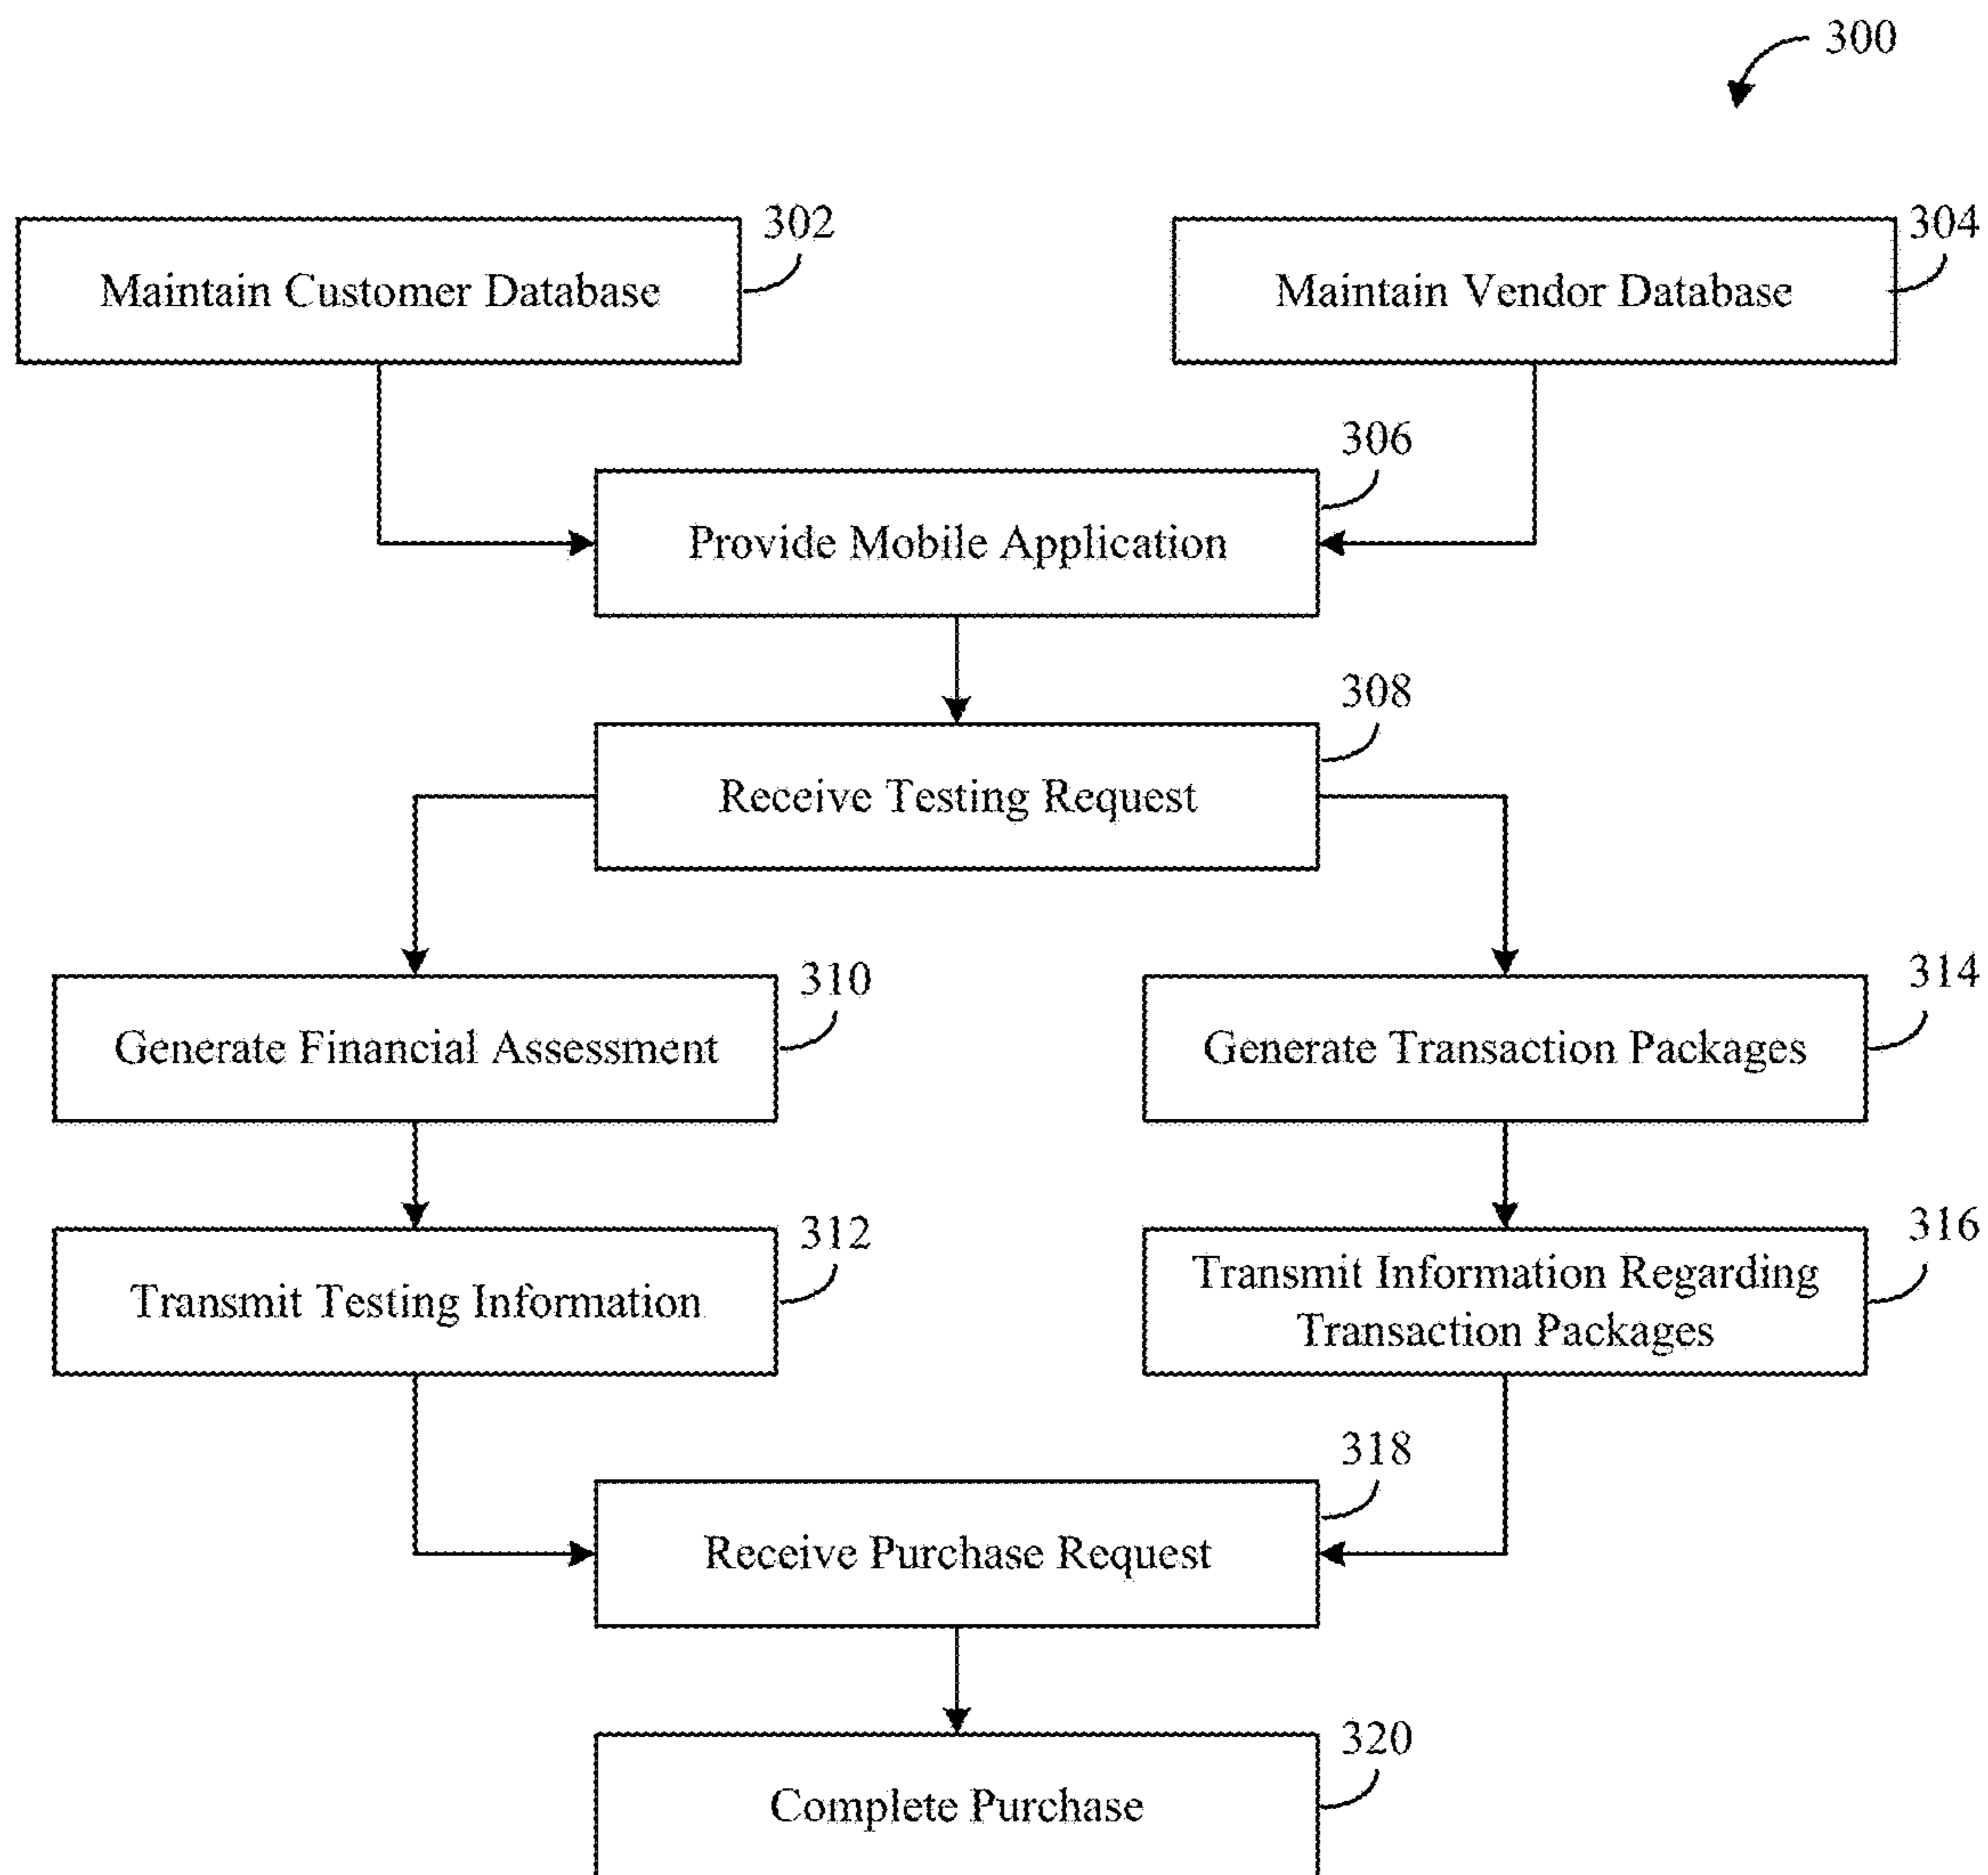 300
302
304
Maintain Customer Database
Maintain Vendor Database
306
Provide Mobile Application
308
Receive Testing Request
310
314
Generate Financial Assessment
Generate Transaction Packages
312
316
Transmit Testing Information
Transmit Information Regarding
Transaction Packages
318
Receive Purchase Request
320
Complete Purchase